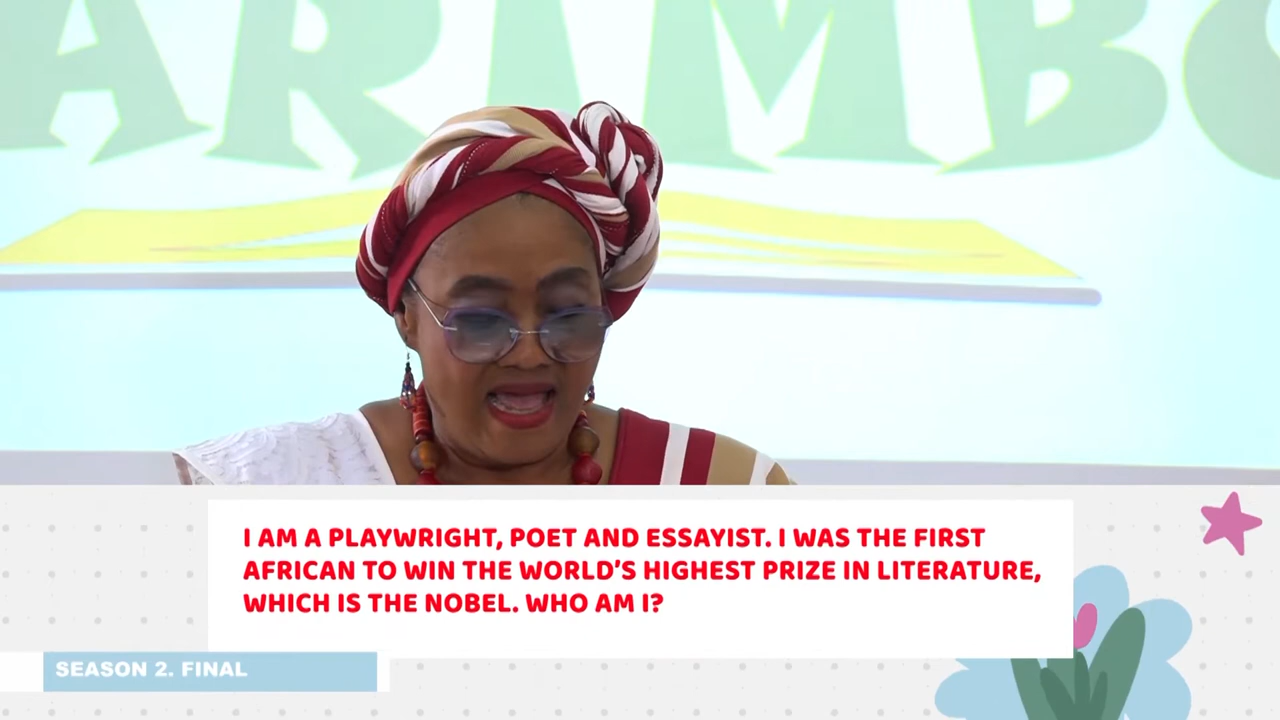 ARIMBO
I AM A PLAYWRIGHT, POET AND ESSAYIST. I WAS THE FIRST
AFRICAN TO WIN THE WORLD'S HIGHEST PRIZE IN LITERATURE,
WHICH IS THE NOBEL. WHO AM I?
SEASON 2. FINAL